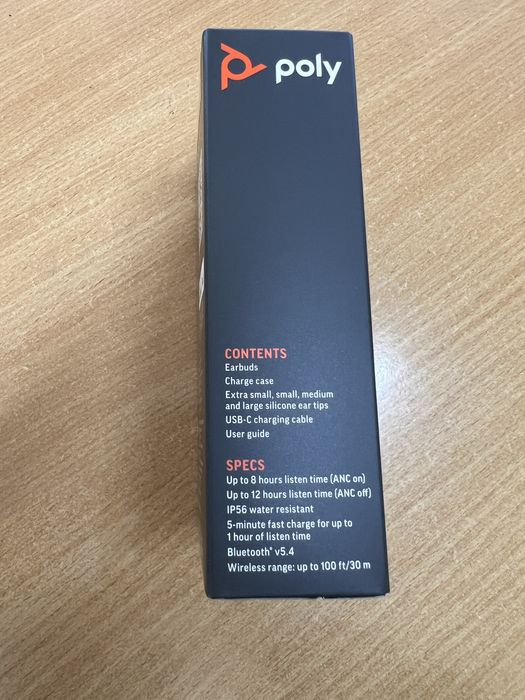 poly
CONTENTS
Earbuds
Charge case
Extra small, small, medium
and large silicone ear tips
USB-C charging cable
User guide
SPECS
Up to 8 hours listen time (ANC on)
Up to 12 hours listen time (ANC off)
IP56 water resistant
5-minute fast charge for up to
1 hour of listen time
Bluetooth® v5.4
Wireless range: up to 100 ft/30 m